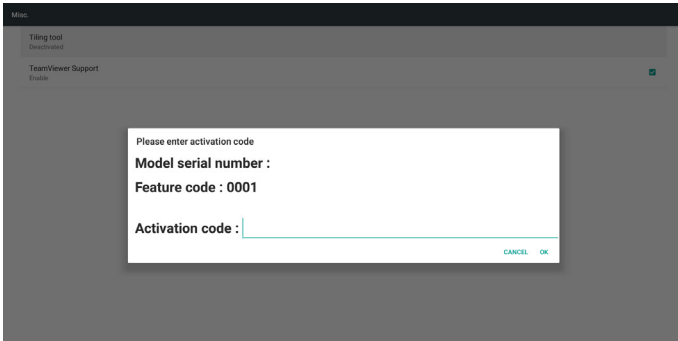 Misc.
Tiling tool
Deactivated
TeamViewer Support
Enable
Please enter activation code
Model serial number :
Feature code : 0001
Activation code :
CANCEL OK